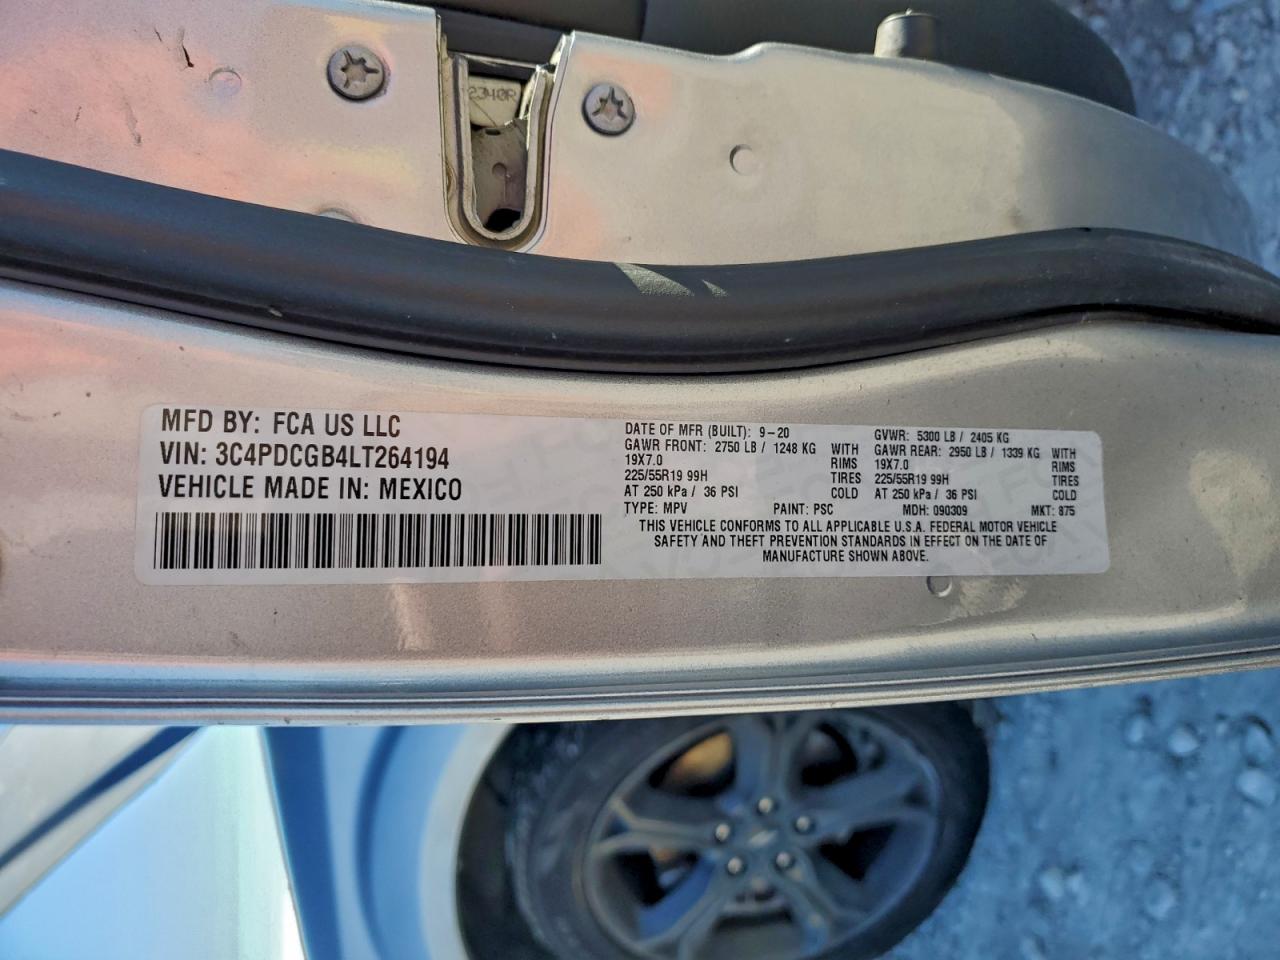 2340R
MFD BY: FCA US LLC
VIN: 3C4PDCGB4LT264194
VEHICLE MADE IN: MEXICO
DATE OF MFR (BUILT): 9-20 GVWR: 5300 LB / 2405 KG
GAWR FRONT: 2750 LB / 1248 KG WITH GAWR REAR: 2950 LB / 1339 KG WITH
19X7.0 RIMS 19X7.0 RIMS
225/55R19 99H TIRES 225/55R19 99H TIRES
AT 250 kPa / 36 PSI COLD AT 250 kPa / 36 PSI COLD
TYPE: MPV PAINT: PSC MDH: 090309 MKT: 875
THIS VEHICLE CONFORMS TO ALL APPLICABLE U.S.A. FEDERAL MOTOR VEHICLE
SAFETY AND THEFT PREVENTION STANDARDS IN EFFECT ON THE DATE OF
MANUFACTURE SHOWN ABOVE.